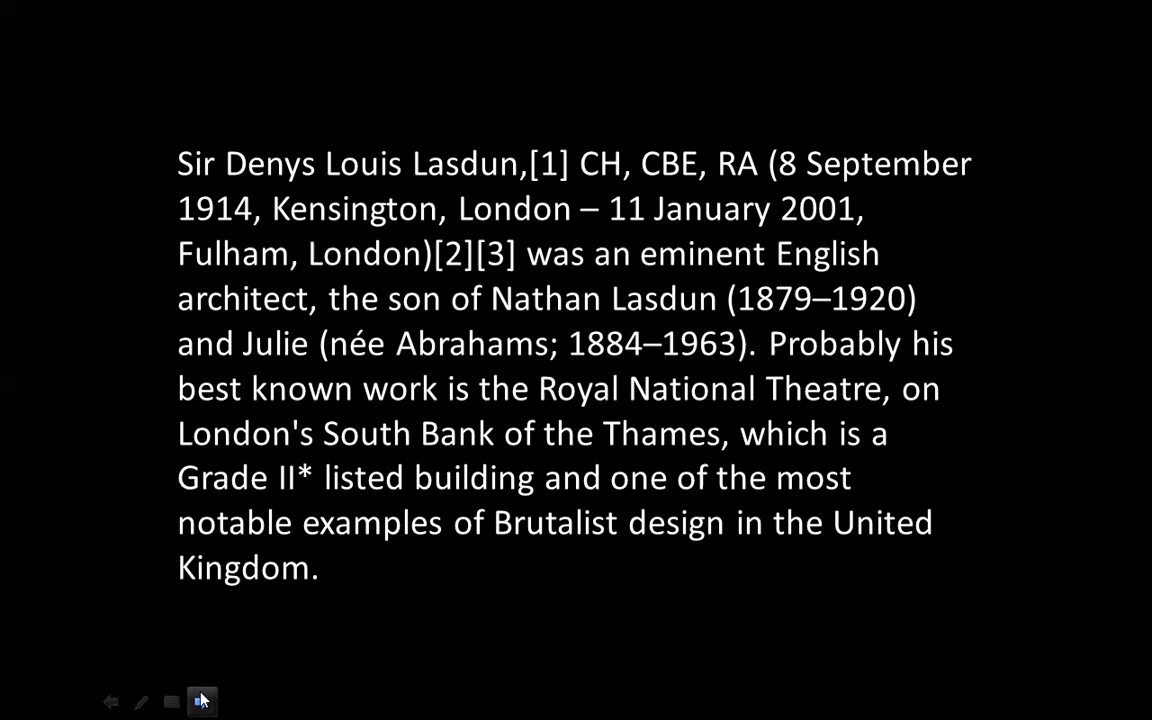 Sir Denys Louis Lasdun,[1] CH, CBE, RA (8 September
1914, Kensington, London – 11 January 2001,
Fulham, London)[2][3] was an eminent English
architect, the son of Nathan Lasdun (1879–1920)
and Julie (née Abrahams; 1884–1963). Probably his
best known work is the Royal National Theatre, on
London's South Bank of the Thames, which is a
Grade II* listed building and one of the most
notable examples of Brutalist design in the United
Kingdom.